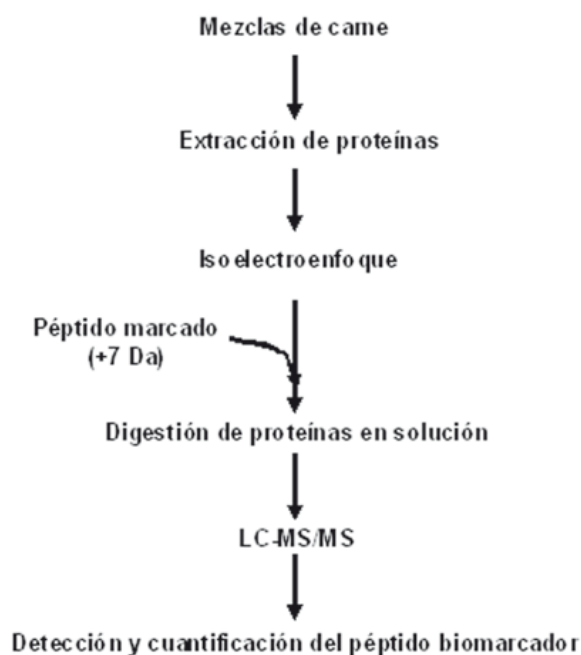 Mezclas de carne
Extracción de proteínas
Isoelectroenfoque
Péptido marcado
(+7 Da)
Digestión de proteínas en solución
LC-MS/MS
Detección y cuantificación del péptido biomarcador